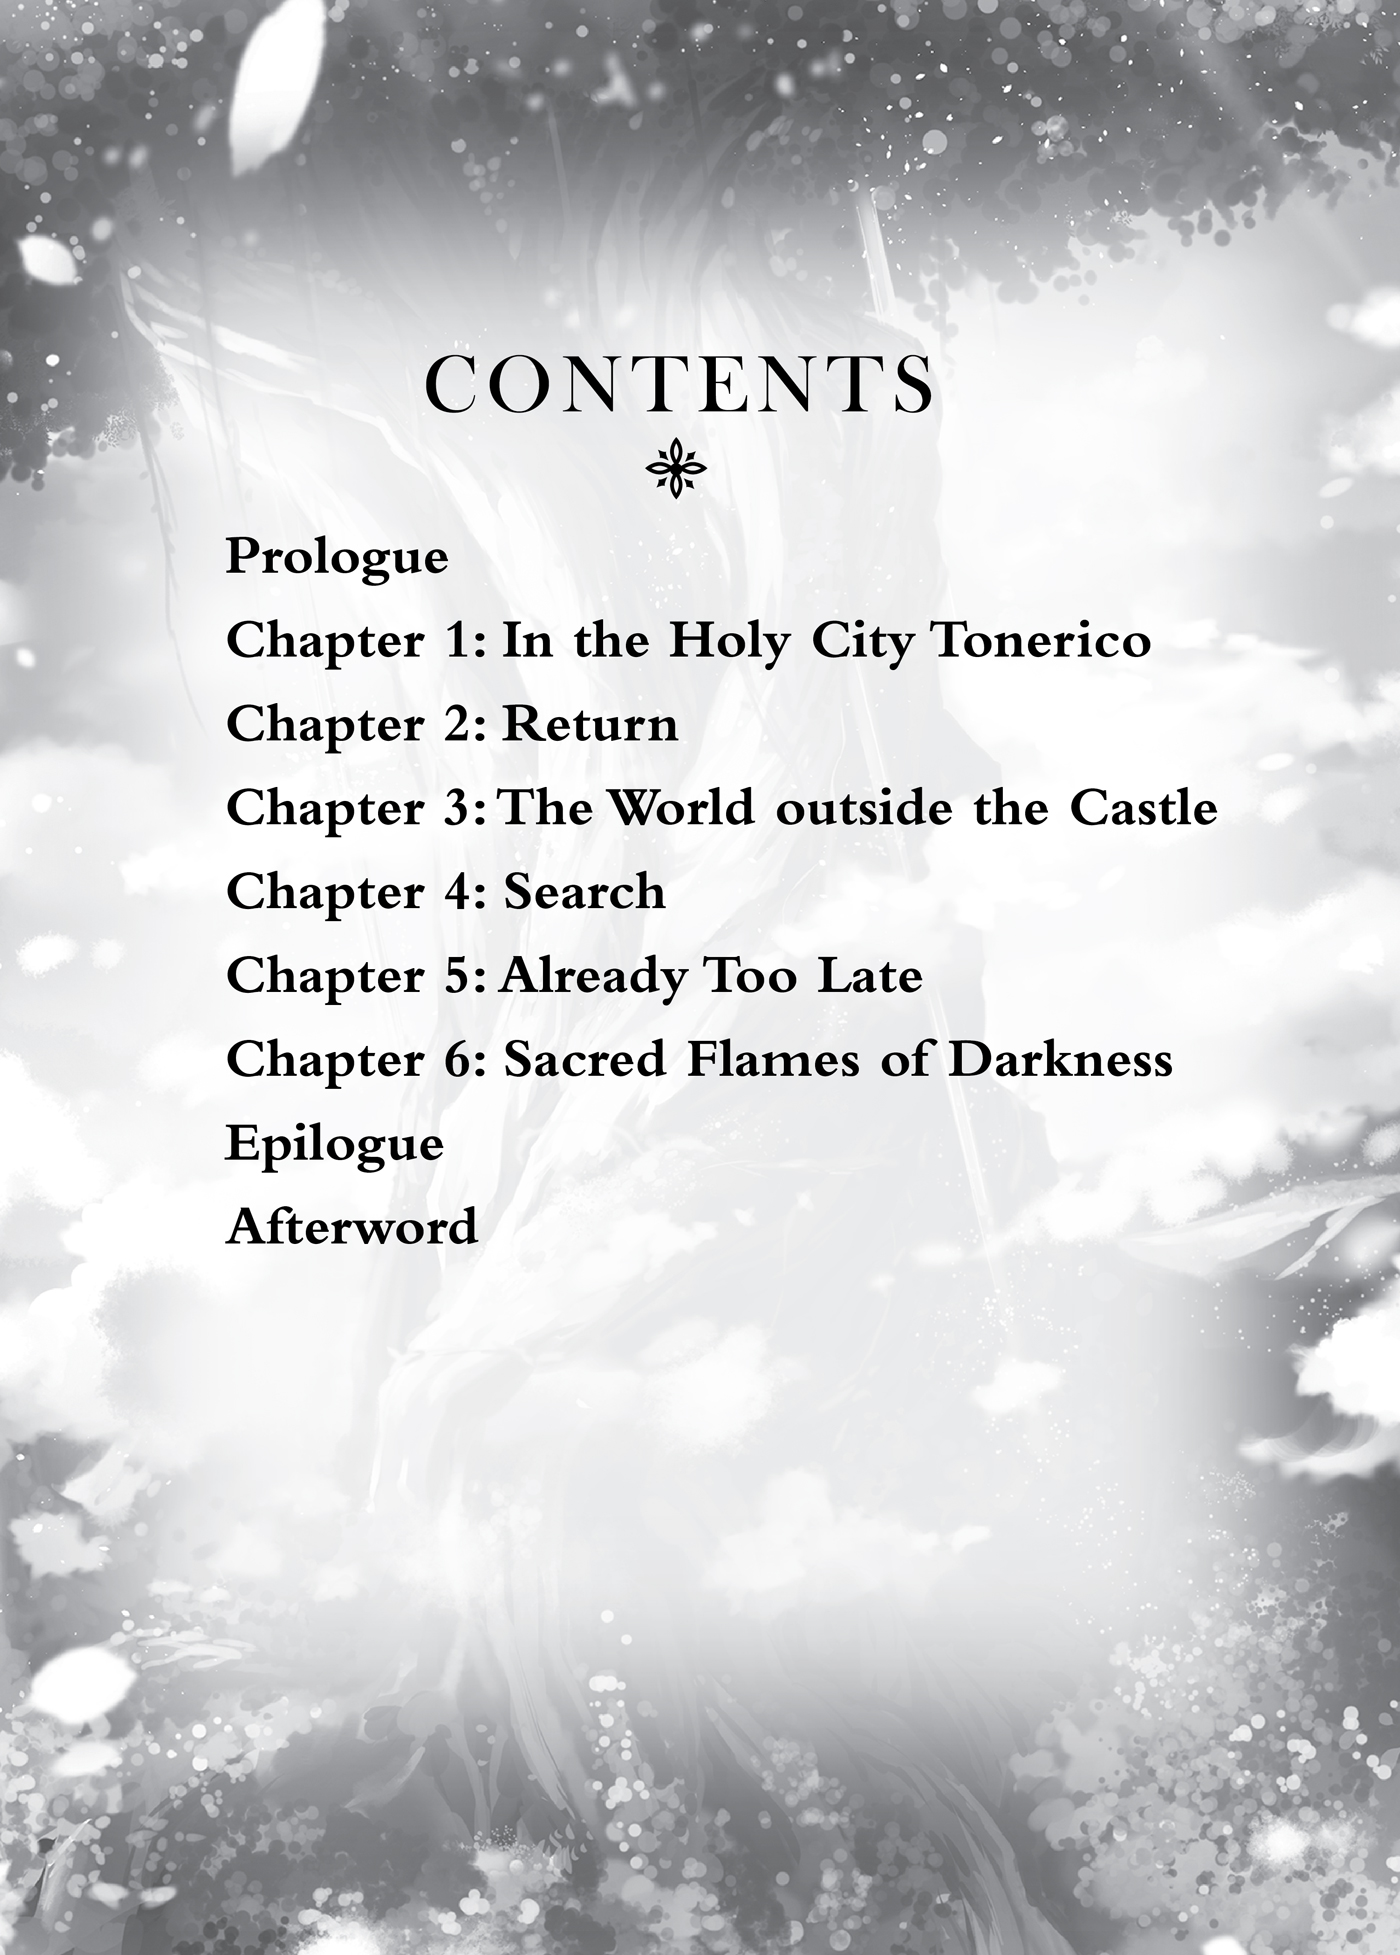 CONTENTS
Prologue
Chapter 1: In the Holy City Tonerico
Chapter 2: Return
Chapter 3: The World outside the Castle
Chapter 4: Search
Chapter 5: Already Too Late
Chapter 6: Sacred Flames of Darkness
Epilogue
Afterword